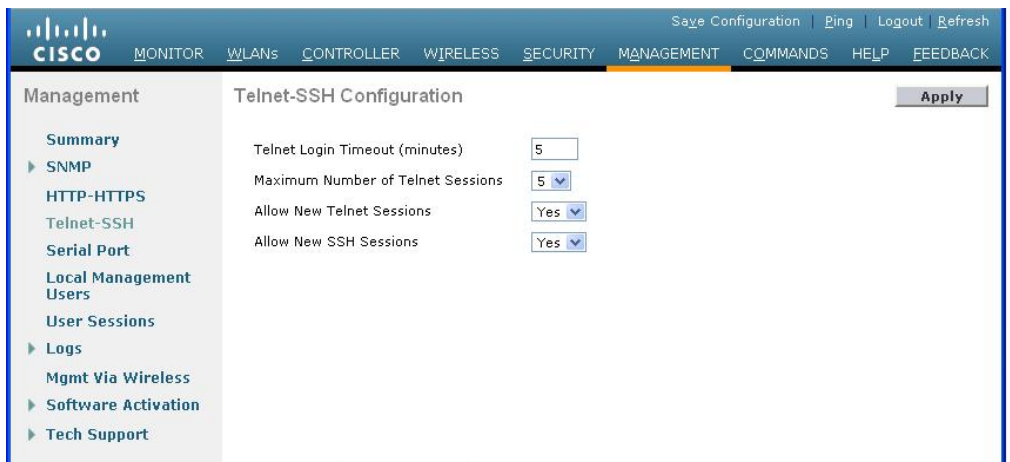 Save Configuration | Ping | Logout | Refresh
CISCO
MONITOR WLANs CONTROLLER WIRELESS SECURITY MANAGEMENT COMMANDS HELP FEEDBACK
Management
Summary
SNMP
HTTP-HTTPS
Telnet-SSH
Serial Port
Local Management
Users
User Sessions
Logs
Mgmt Via Wireless
Software Activation
Tech Support
Telnet-SSH Configuration
Apply
Telnet Login Timeout (minutes) 5
Maximum Number of Telnet Sessions 5
Allow New Telnet Sessions Yes
Allow New SSH Sessions Yes